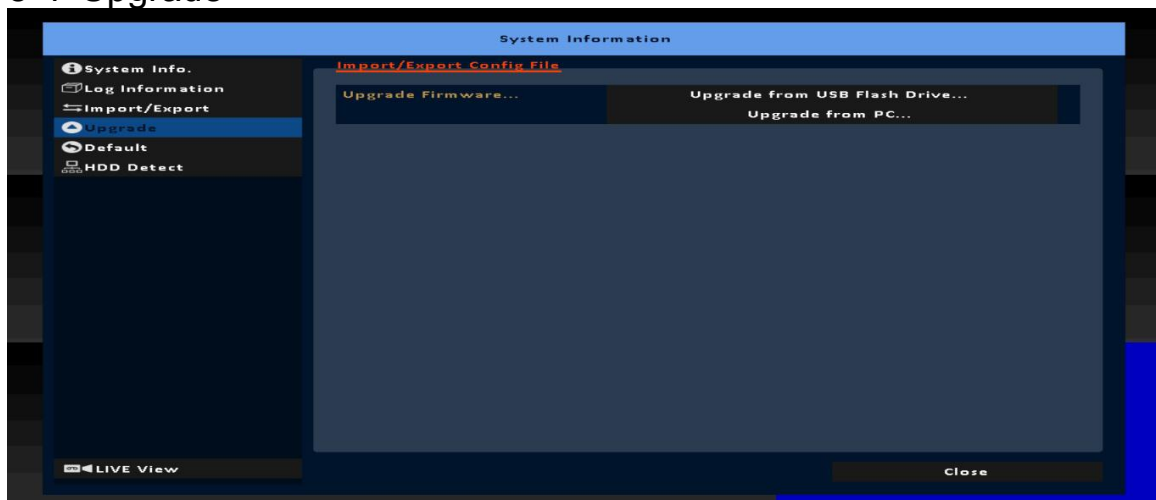 System Information
System Info.
Log Information
Import/Export
Upgrade
Default
HDD Detect
LIVE View
Import/Export Config File
Upgrade Firmware...
Upgrade from USB Flash Drive...
Upgrade from PC...
Close